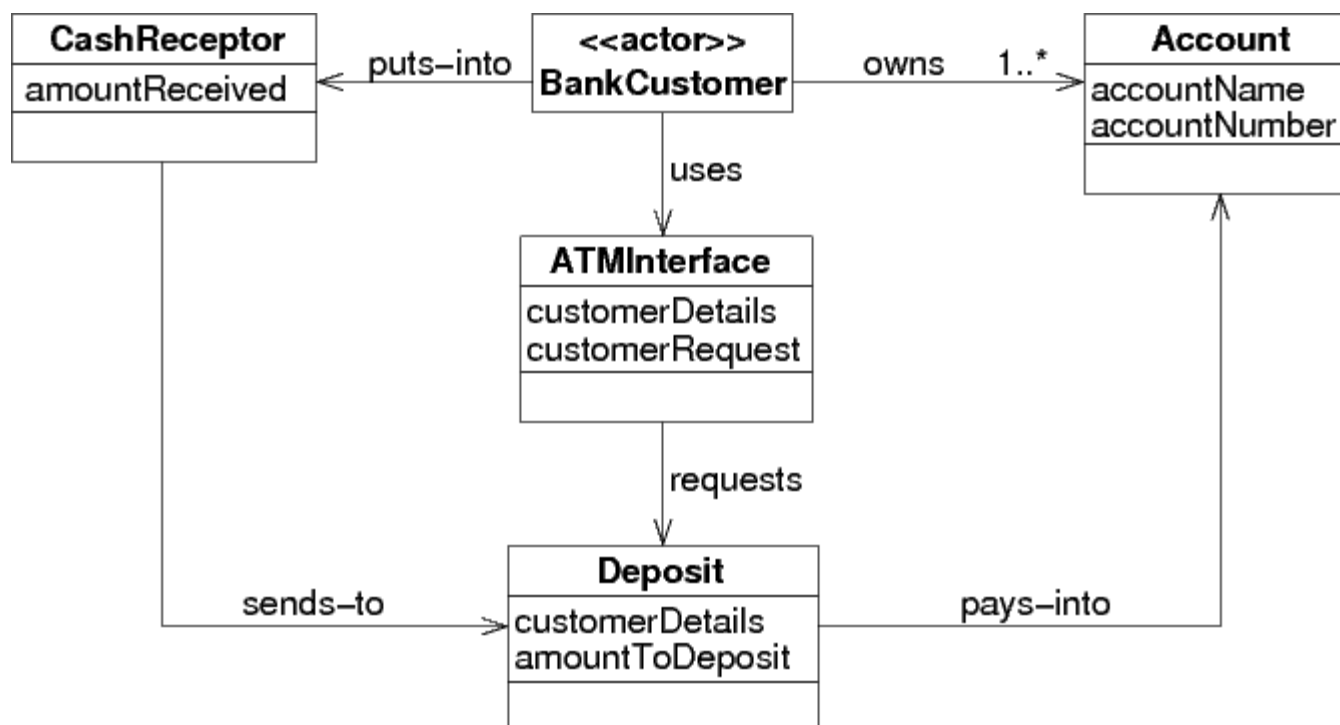 CashReceptor
amountReceived
puts-into
<<actor>>
BankCustomer
owns
1..*
Account
accountName
accountNumber
uses
ATMInterface
customerDetails
customerRequest
requests
Deposit
customerDetails
amountToDeposit
sends-to
pays-into